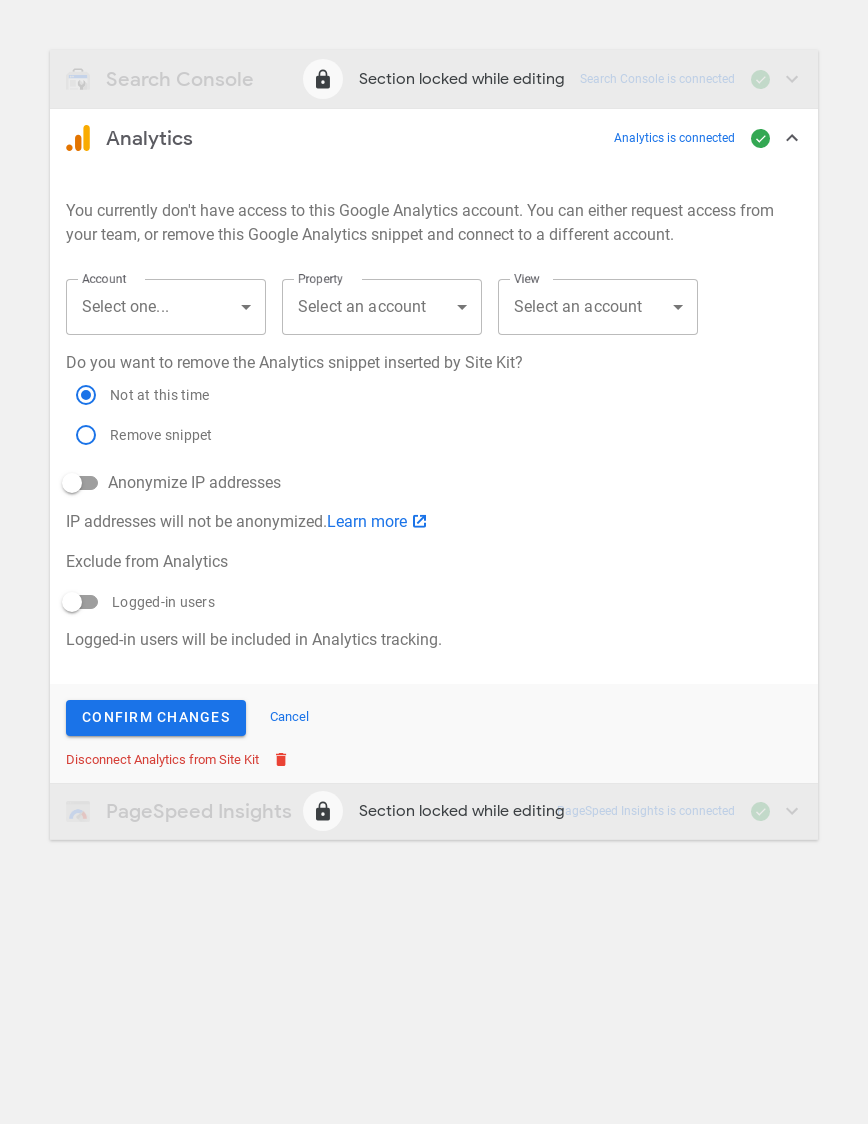 Search Console
Section locked while editing
Search Console is connected
Analytics
Analytics is connected
You currently don't have access to this Google Analytics account. You can either request access from
your team, or remove this Google Analytics snippet and connect to a different account.
Account
Select one...
Property
Select an account
View
Select an account
Do you want to remove the Analytics snippet inserted by Site Kit?
Not at this time
Remove snippet
Anonymize IP addresses
IP addresses will not be anonymized.Learn more
Exclude from Analytics
Logged-in users
Logged-in users will be included in Analytics tracking.
CONFIRM CHANGES
Cancel
Disconnect Analytics from Site Kit
PageSpeed Insights
Section locked while editing
PageSpeed Insights is connected